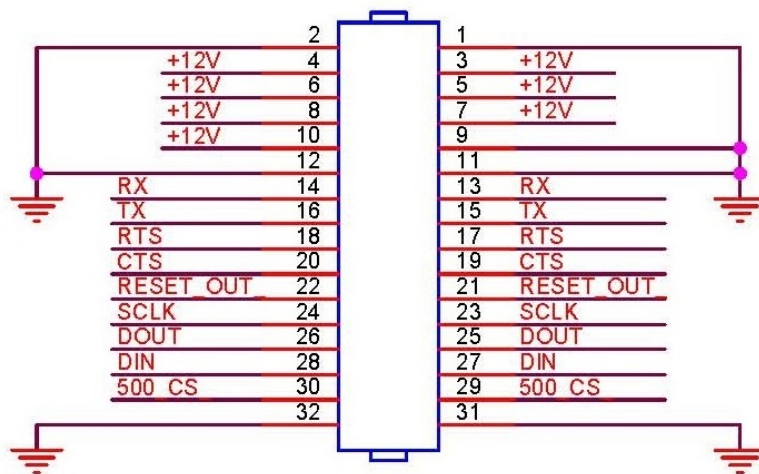 2 1
+12V 4 3 +12V
+12V 6 5 +12V
+12V 8 7 +12V
+12V 10 9
12 11
RX 14 13 RX
TX 16 15 TX
RTS 18 17 RTS
CTS 20 19 CTS
RESET_OUT_ 22 21 RESET_OUT_
SCLK 24 23 SCLK
DOUT 26 25 DOUT
DIN 28 27 DIN
500_CS 30 29 500_CS
32 31